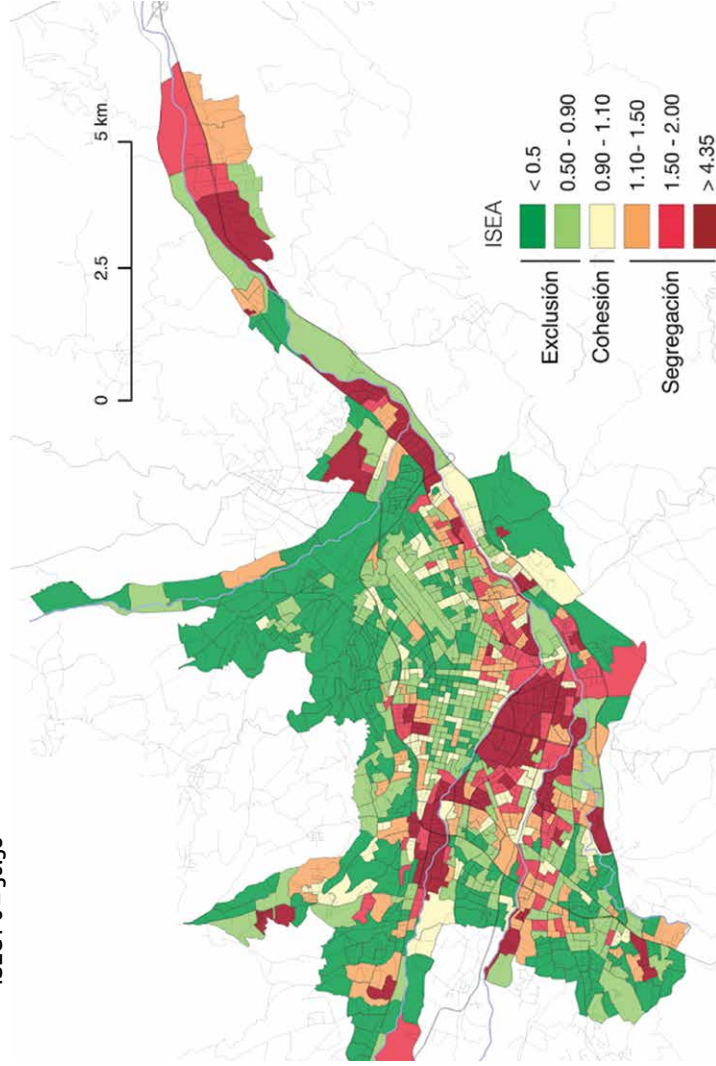 0 2.5 5 km
ISEA
Exclusión
< 0.5
0.50 - 0.90
Cohesión
0.90 - 1.10
Segregación
1.10- 1.50
1.50 - 2.00
> 4.35